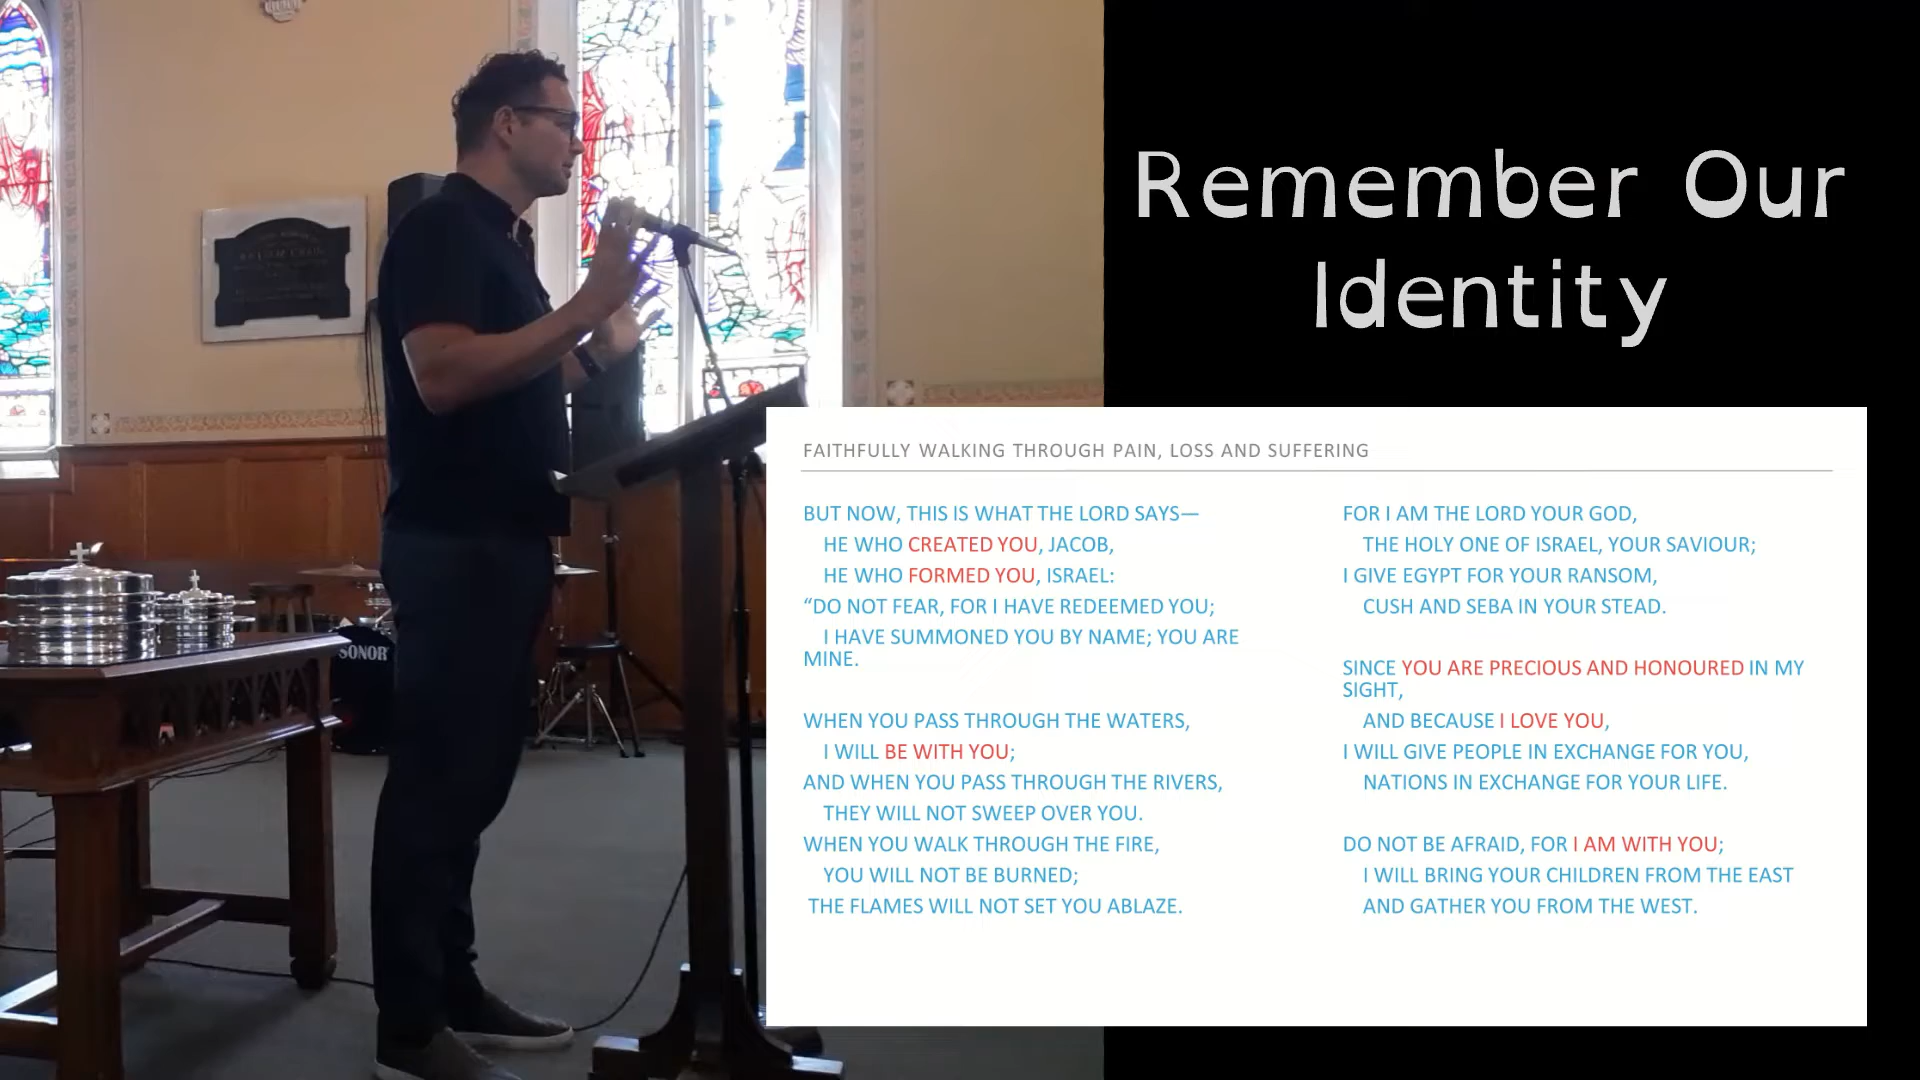 Remember Our
Identity
FAITHFULLY WALKING THROUGH PAIN, LOSS AND SUFFERING
BUT NOW, THIS IS WHAT THE LORD SAYS—
HE WHO CREATED YOU, JACOB,
HE WHO FORMED YOU, ISRAEL:
“DO NOT FEAR, FOR I HAVE REDEEMED YOU;
I HAVE SUMMONED YOU BY NAME; YOU ARE
MINE.
WHEN YOU PASS THROUGH THE WATERS,
I WILL BE WITH YOU;
AND WHEN YOU PASS THROUGH THE RIVERS,
THEY WILL NOT SWEEP OVER YOU.
WHEN YOU WALK THROUGH THE FIRE,
YOU WILL NOT BE BURNED;
THE FLAMES WILL NOT SET YOU ABLAZE.
FOR I AM THE LORD YOUR GOD,
THE HOLY ONE OF ISRAEL, YOUR SAVIOUR;
I GIVE EGYPT FOR YOUR RANSOM,
CUSH AND SEBA IN YOUR STEAD.
SINCE YOU ARE PRECIOUS AND HONOURED IN MY
SIGHT,
AND BECAUSE I LOVE YOU,
I WILL GIVE PEOPLE IN EXCHANGE FOR YOU,
NATIONS IN EXCHANGE FOR YOUR LIFE.
DO NOT BE AFRAID, FOR I AM WITH YOU;
I WILL BRING YOUR CHILDREN FROM THE EAST
AND GATHER YOU FROM THE WEST.
SONOR